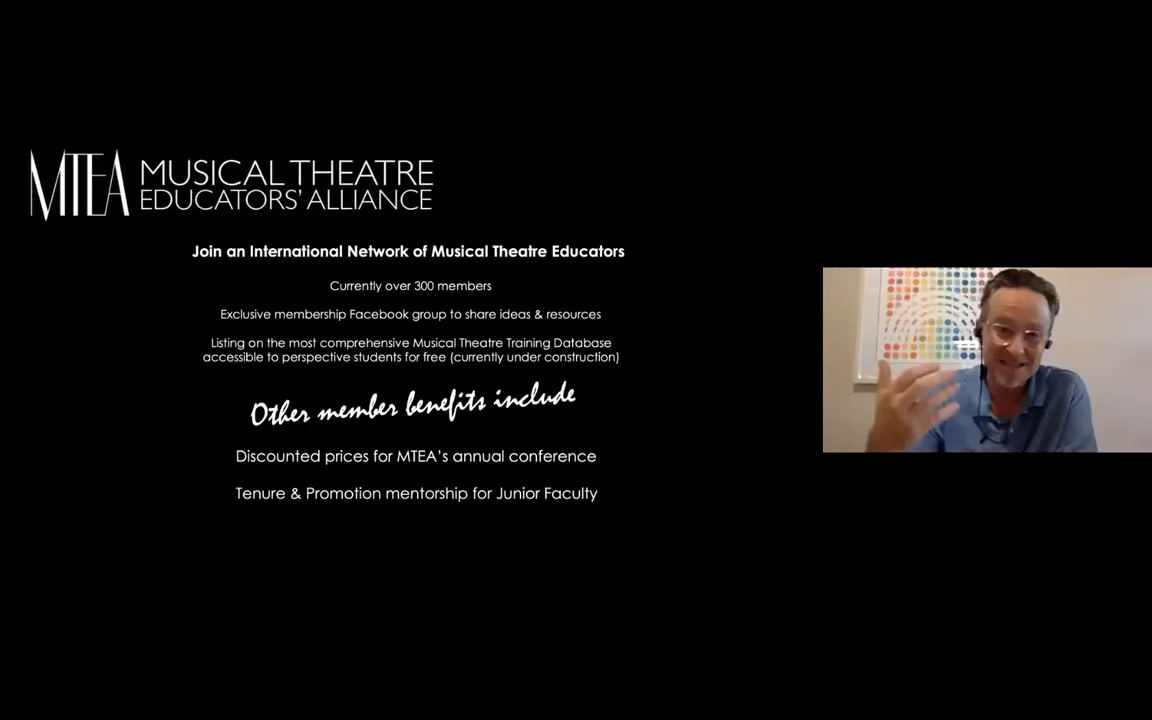 MTEA MUSICAL THEATRE
EDUCATORS' ALLIANCE
Join an International Network of Musical Theatre Educators
Currently over 300 members
Exclusive membership Facebook group to share ideas & resources
Listing on the most comprehensive Musical Theatre Training Database
accessible to perspective students for free (currently under construction)
Other member benefits include
Discounted prices for MTEA's annual conference
Tenure & Promotion mentorship for Junior Faculty